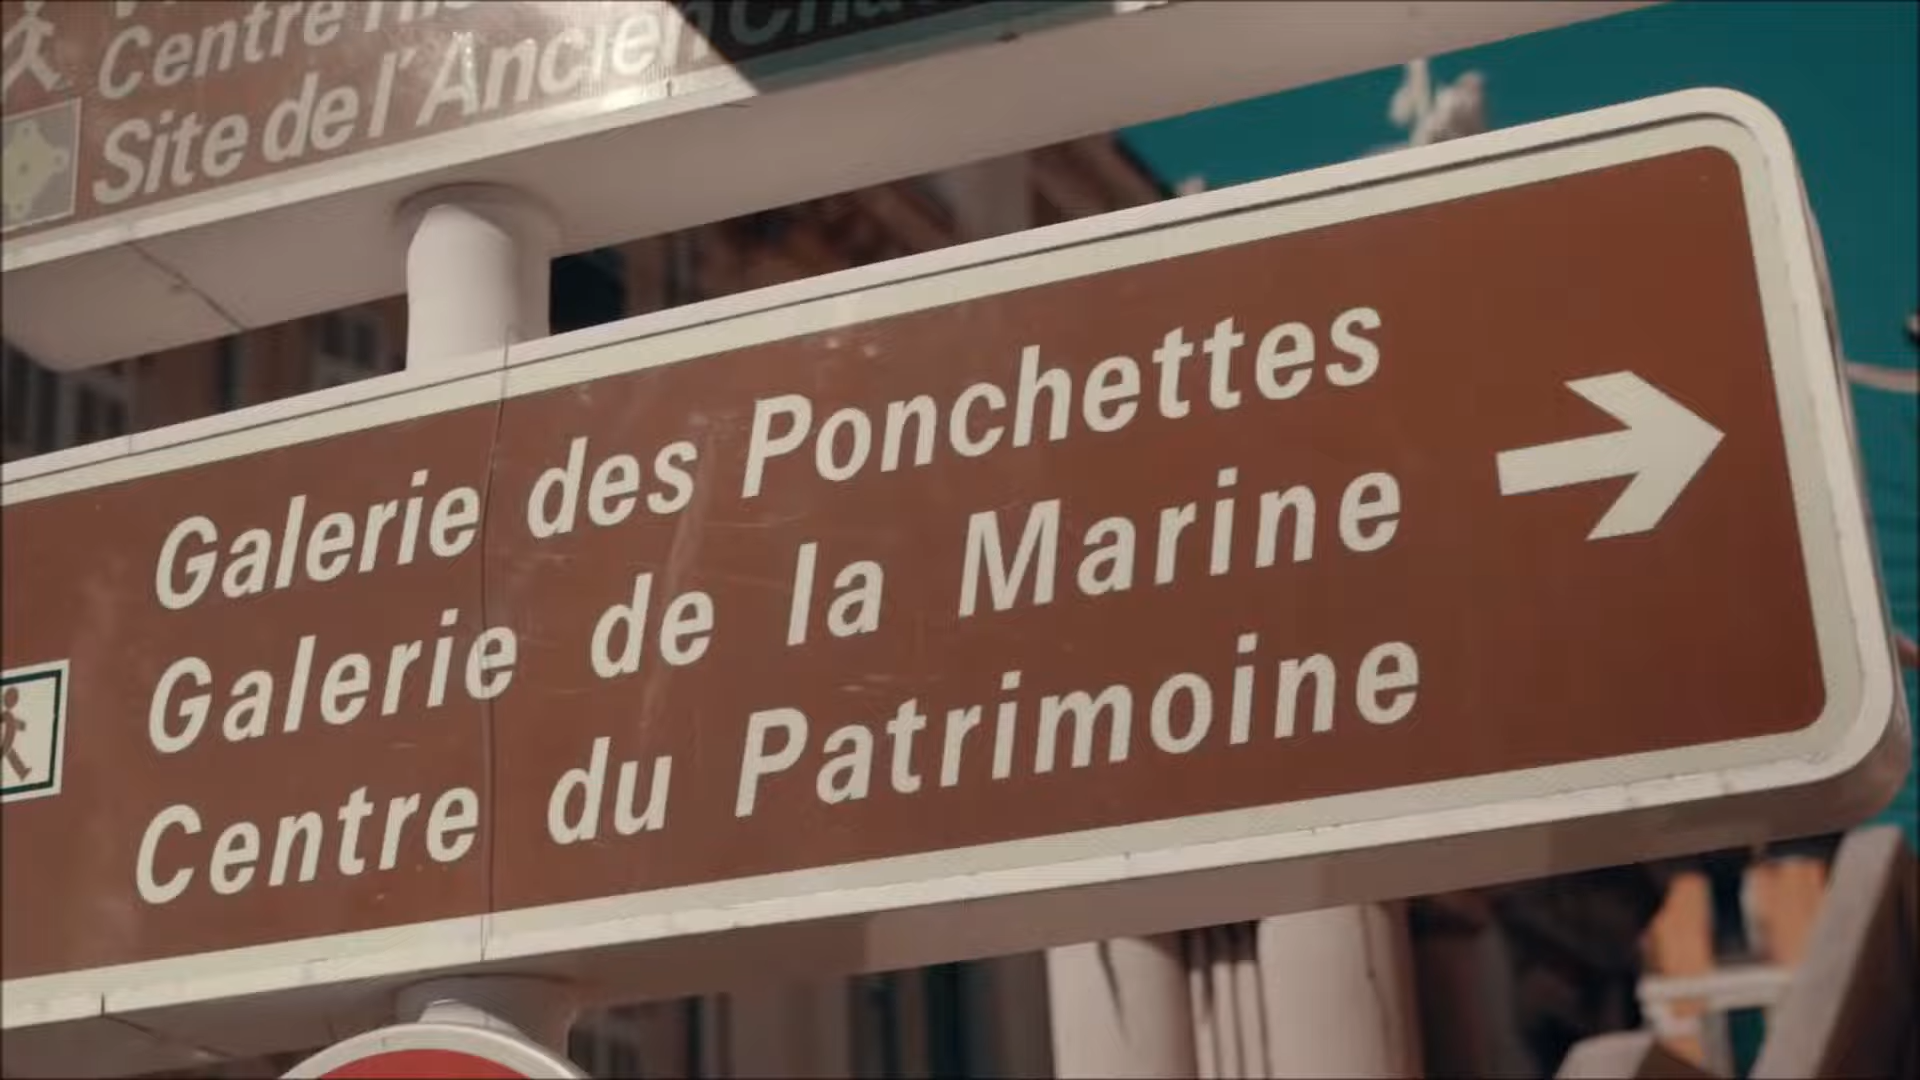 Centre
Site de l'Ancien
Galerie des Ponchettes
Galerie de la Marine
Centre du Patrimoine